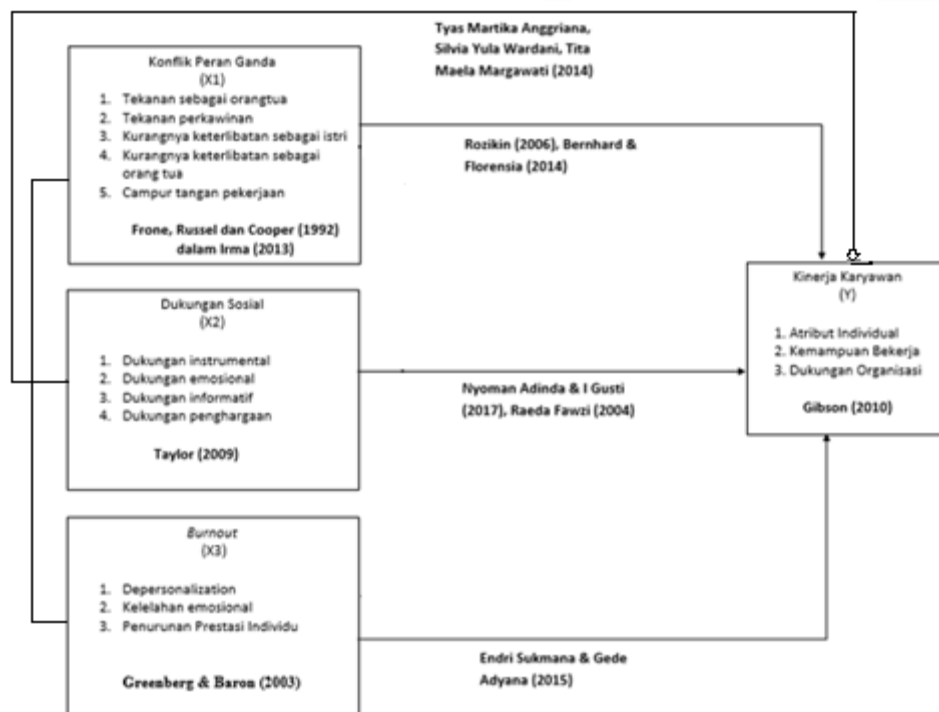 Tyas Martika Anggriana,
Silvia Yula Wardani, Tita
Maela Margawati (2014)
Konflik Peran Ganda
(X1)
1. Tekanan sebagai orangtua
2. Tekanan perkawinan
3. Kurangnya keterlibatan sebagai istri
4. Kurangnya keterlibatan sebagai
orang tua
5. Campur tangan pekerjaan
Frone, Russel dan Cooper (1992)
dalam Irma (2013)
Rozikin (2006), Bernhard &
Florensia (2014)
Dukungan Sosial
(X2)
1. Dukungan instrumental
2. Dukungan emosional
3. Dukungan informatif
4. Dukungan penghargaan
Taylor (2009)
Nyoman Adinda & I Gusti
(2017), Raeda Fawzi (2004)
Kinerja Karyawan
(Y)
1. Atribut Individual
2. Kemampuan Bekerja
3. Dukungan Organisasi
Gibson (2010)
Burnout
(X3)
1. Depersonalization
2. Kelelahan emosional
3. Penurunan Prestasi Individu
Greenberg & Baron (2003)
Endri Sukmana & Gede
Adyana (2015)